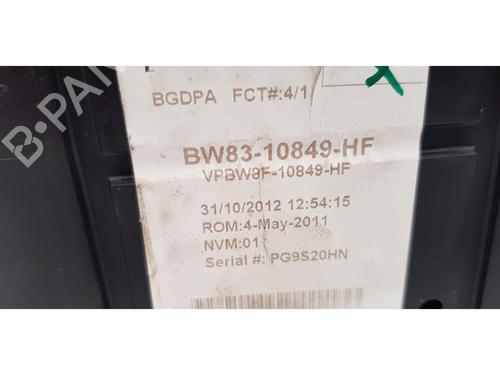 BGDPA FCT#:4/1
BW83-10849-HF
VPBW8F-10849-HF
31/10/2012 12:54:15
ROM:4-May-2011
NVM:01
Serial #: PG9S20HN
B-PARTS